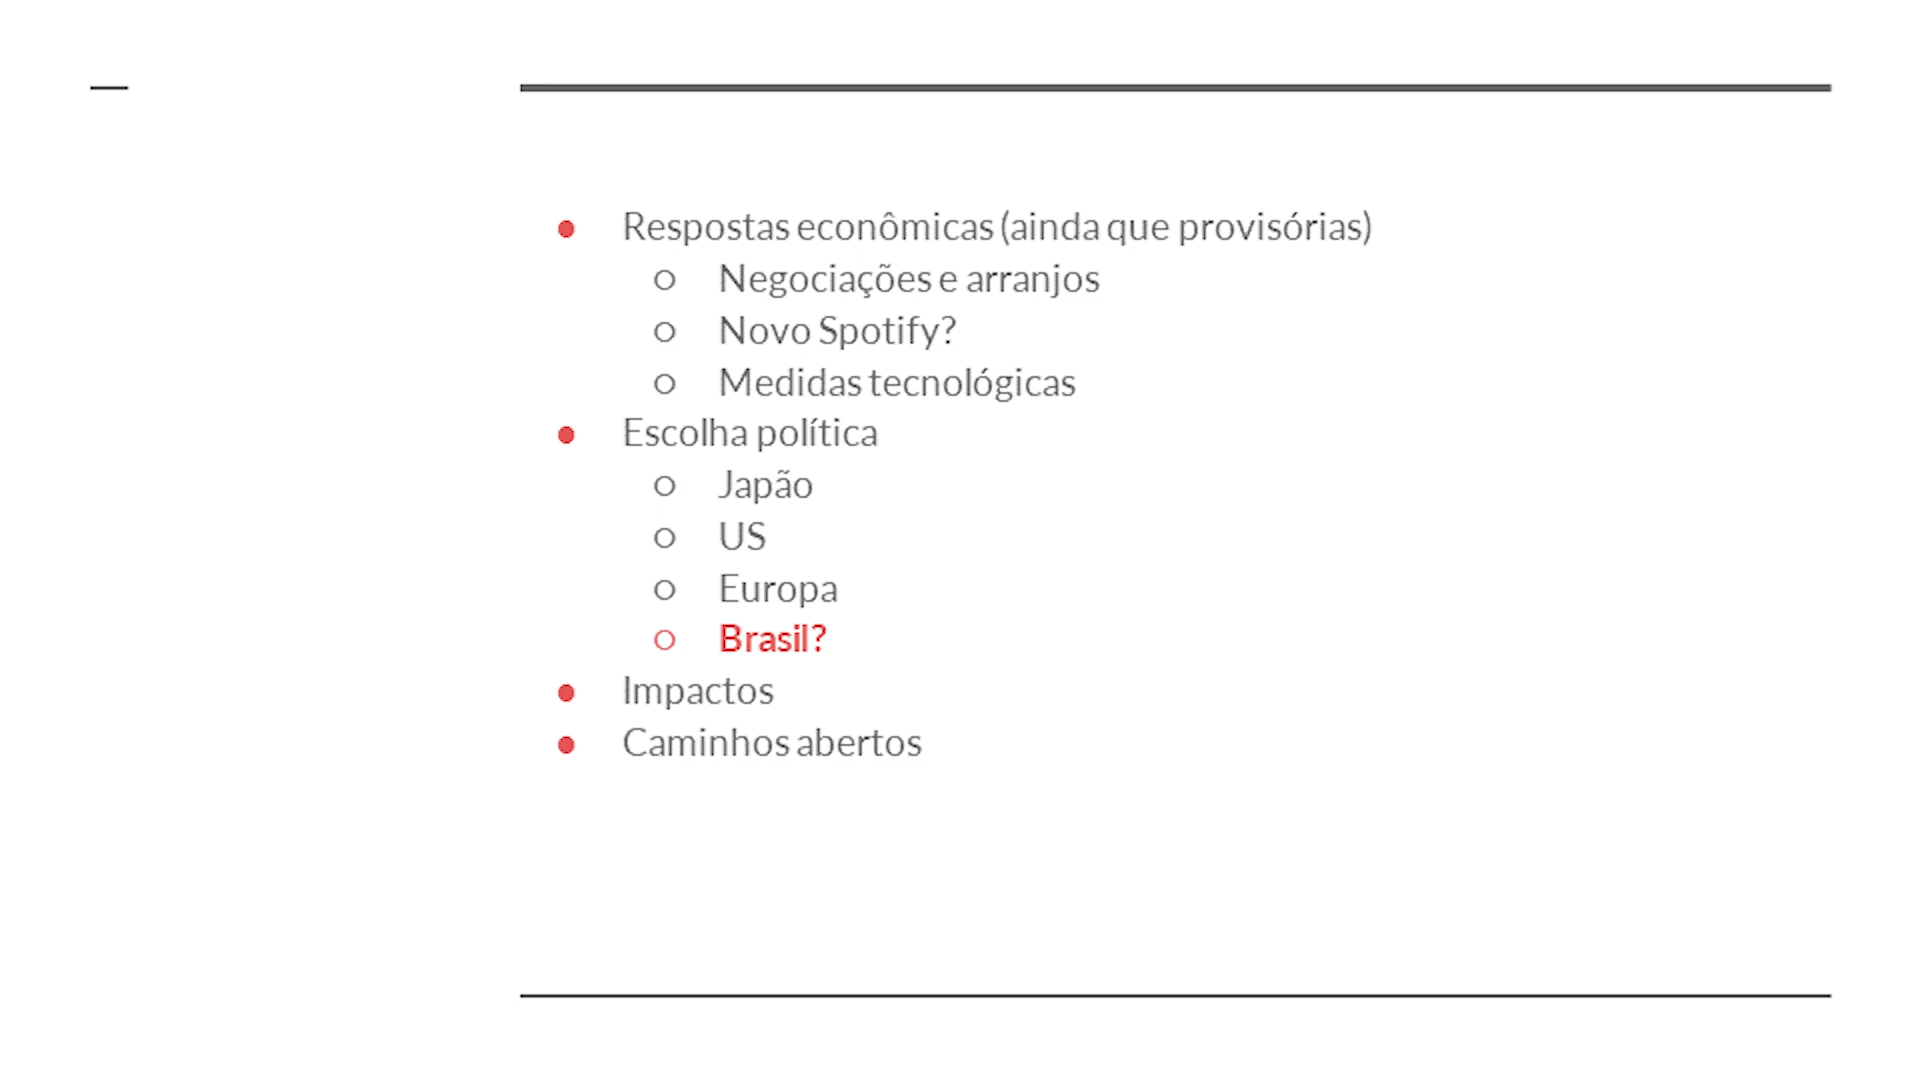 Respostas econômicas (ainda que provisórias)
Negociações e arranjos
Novo Spotify?
Medidas tecnológicas
Escolha política
Japão
US
Europa
Brasil?
Impactos
Caminhos abertos